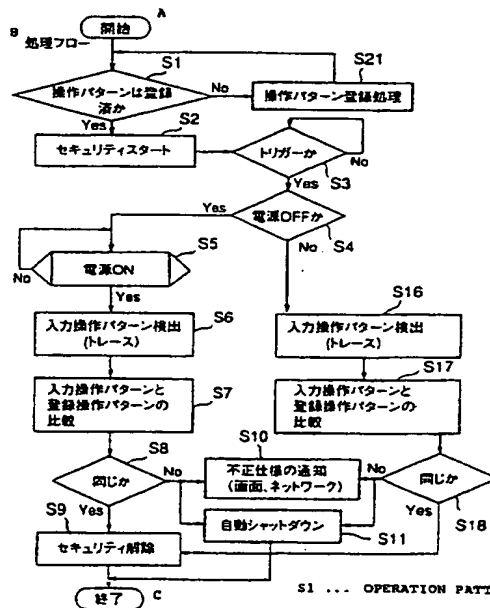 開始
A
B
処理フロー
S1
操作パターンは登録
済か
No
S21
操作パターン登録処理
Yes
S2
セキュリティスタート
トリガーか
No
S3
Yes
Yes
電源OFFか
S4
No
S5
電源ON
No
Yes
S6
入力操作パターン検出
(トレース)
S16
入力操作パターン検出
(トレース)
S7
入力操作パターンと
登録操作パターンの
比較
S17
入力操作パターンと
登録操作パターンの
比較
S8
同じか
No
Yes
S10
不正仕様の通知
(画面、ネットワーク)
No
同じか
Yes
S18
S9
セキュリティ解除
自動シャットダウン
S11
終了
C
S1 ... OPERATION PATT